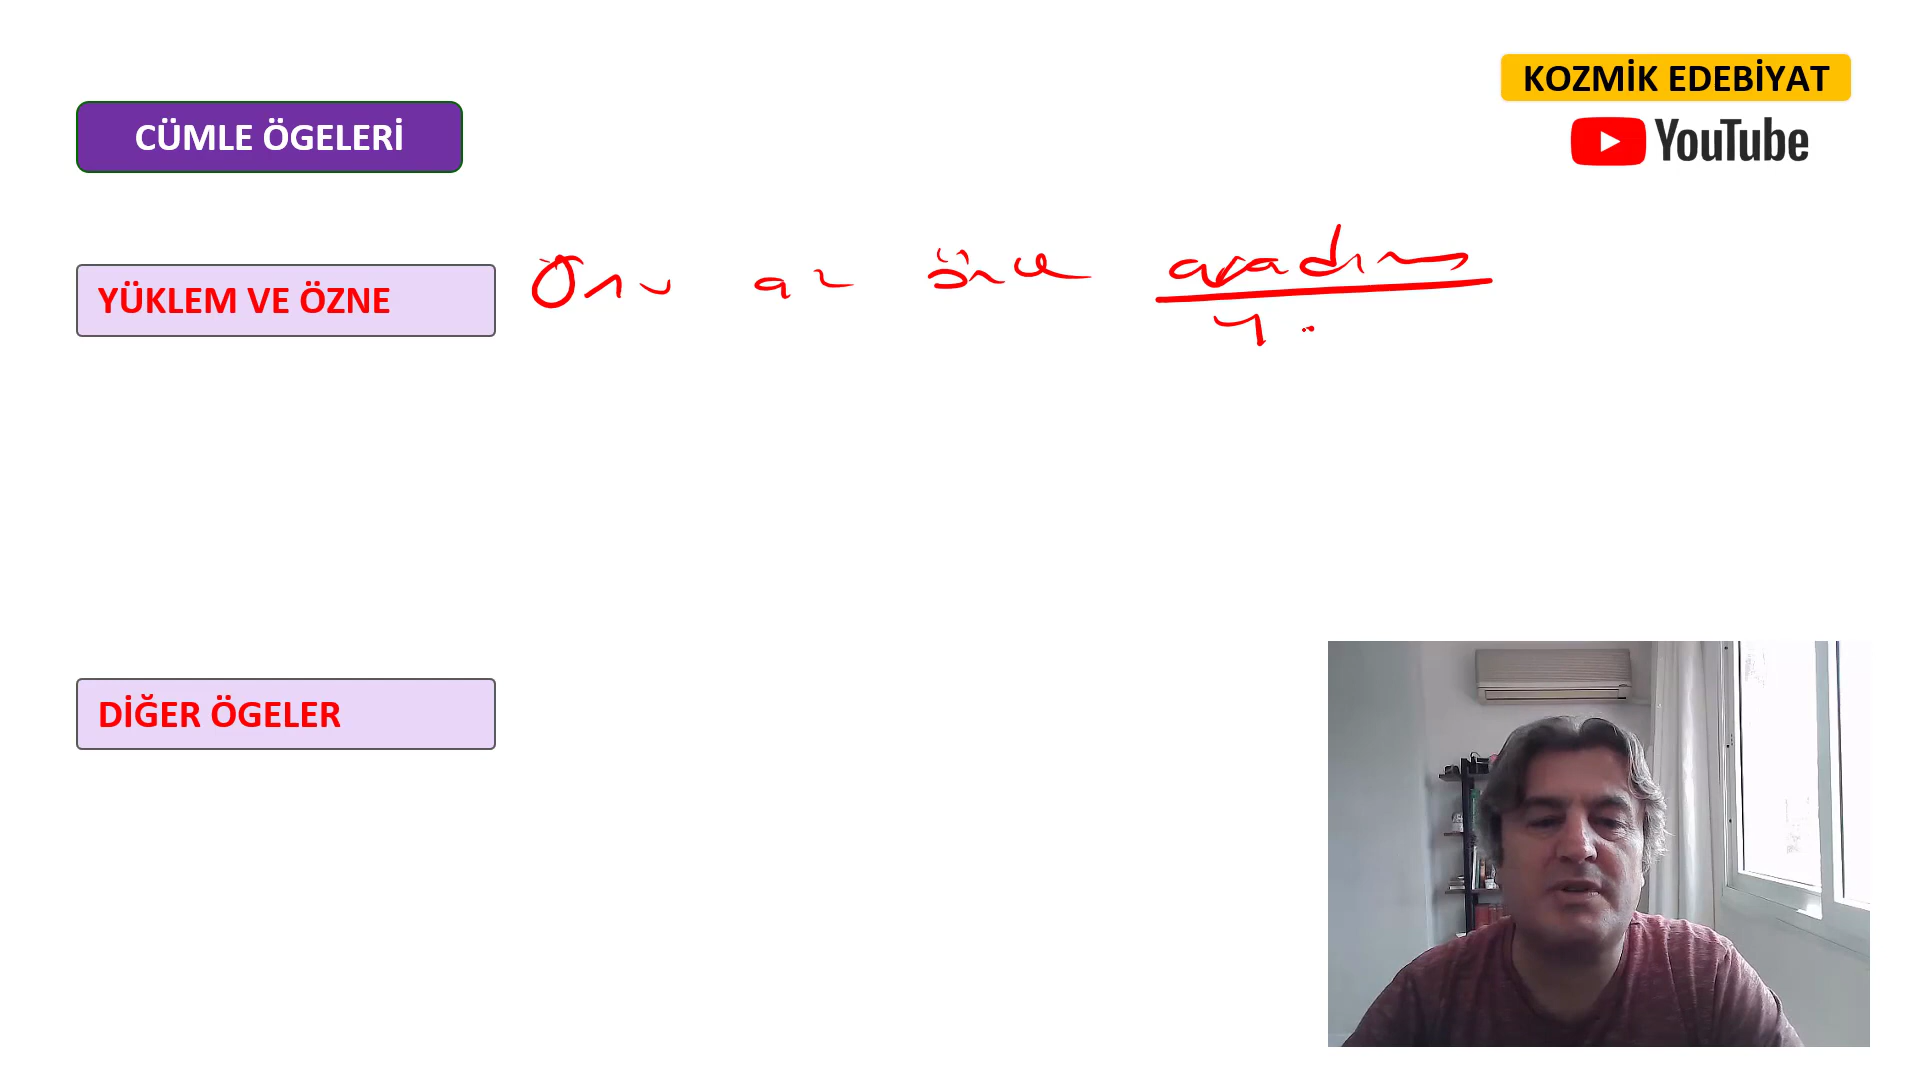 KOZMİK EDEBİYAT
YouTube
CÜMLE ÖGELERİ
YÜKLEM VE ÖZNE
Onu az önce aradım
Y.
DİĞER ÖGELER